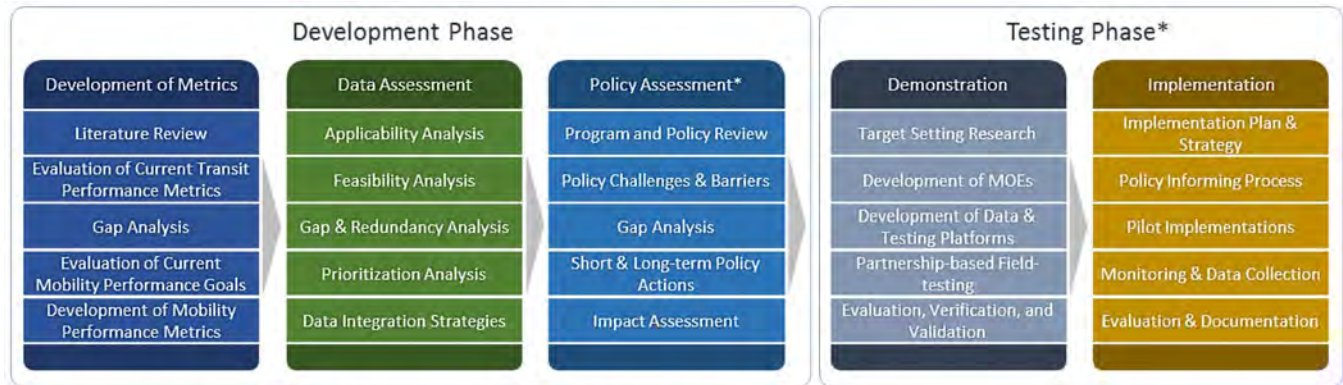 Development Phase
Development of Metrics
Literature Review
Evaluation of Current Transit
Performance Metrics
Gap Analysis
Evaluation of Current
Mobility Performance Goals
Development of Mobility
Performance Metrics
Data Assessment
Applicability Analysis
Feasibility Analysis
Gap & Redundancy Analysis
Prioritization Analysis
Data Integration Strategies
Policy Assessment*
Program and Policy Review
Policy Challenges & Barriers
Gap Analysis
Short & Long-term Policy
Actions
Impact Assessment
Testing Phase*
Demonstration
Target Setting Research
Development of MOEs
Development of Data &
Testing Platforms
Partnership-based Field-
testing
Evaluation, Verification, and
Validation
Implementation
Implementation Plan &
Strategy
Policy Informing Process
Pilot Implementations
Monitoring & Data Collection
Evaluation & Documentation